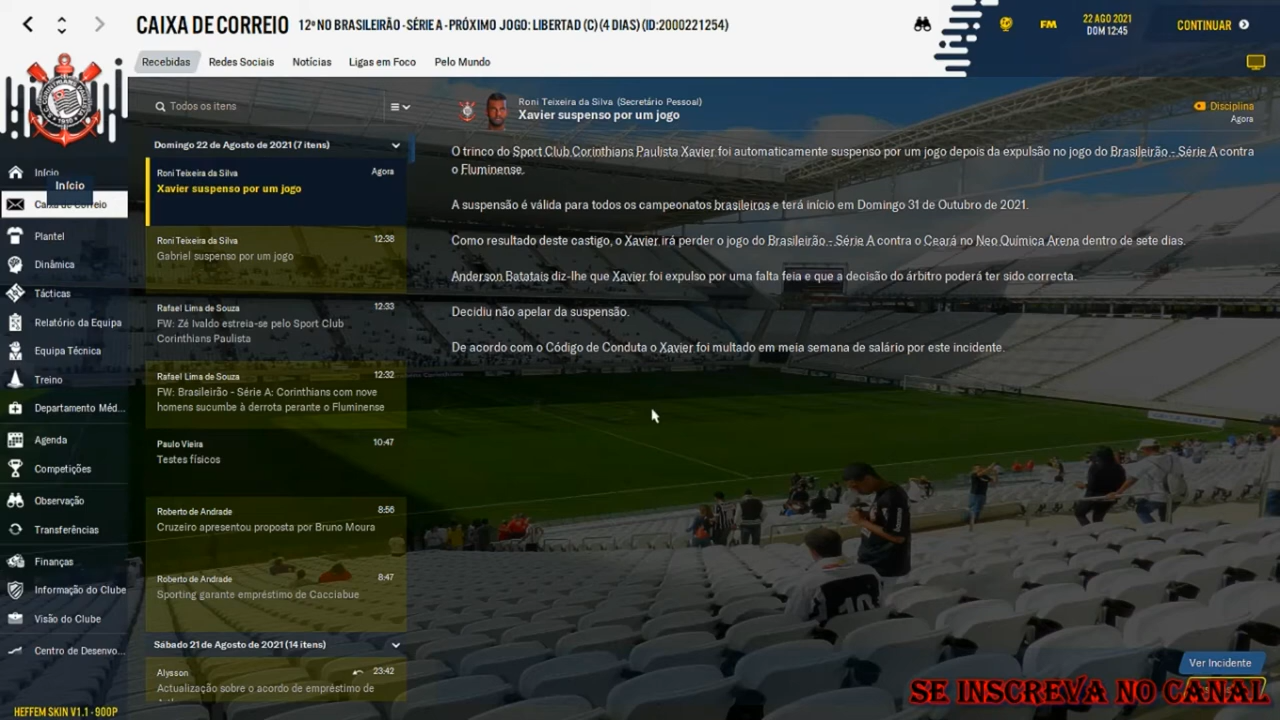 CAIXA DE CORREIO
12º NO BRASILEIRÃO - SÉRIE A - PRÓXIMO JOGO: LIBERTAD (C) (4 DIAS) (ID:2000221254)
FM
22 AGO 2021
DOM 12:45
CONTINUAR
Recebidas
Redes Sociais
Notícias
Ligas em Foco
Pelo Mundo
Início
Início
Caixa de Correio
Plantel
Dinâmica
Tácticas
Relatório da Equipa
Equipa Técnica
Treino
Departamento Méd...
Agenda
Competições
Observação
Transferências
Finanças
Informação do Clube
Visão do Clube
Centro de Desenvo...
HEFFEM SKIN V1.1 - 900P
Todos os itens
Domingo 22 de Agosto de 2021 (7 itens)
Roni Teixeira da Silva
Agora
Xavier suspenso por um jogo
Roni Teixeira da Silva
12:38
Gabriel suspenso por um jogo
Rafael Lima de Souza
12:33
FW: Zé Ivaldo estreia-se pelo Sport Club
Corinthians Paulista
Rafael Lima de Souza
12:32
FW: Brasileirão - Série A: Corinthians com nove
homens sucumbe à derrota perante o Fluminense
Paulo Vieira
10:47
Testes físicos
Roberto de Andrade
8:56
Cruzeiro apresentou proposta por Bruno Moura
Roberto de Andrade
8:47
Sporting garante empréstimo de Cacciabue
Sábado 21 de Agosto de 2021 (14 itens)
Alysson
23:42
Actualização sobre o acordo de empréstimo de
Roni Teixeira da Silva (Secretário Pessoal)
Xavier suspenso por um jogo
Disciplina
Agora
O trinco do Sport Club Corinthians Paulista Xavier foi automaticamente suspenso por um jogo depois da expulsão no jogo do Brasileirão - Série A contra
o Fluminense.
A suspensão é válida para todos os campeonatos brasileiros e terá início em Domingo 31 de Outubro de 2021.
Como resultado deste castigo, o Xavier irá perder o jogo do Brasileirão - Série A contra o Ceará no Neo Química Arena dentro de sete dias.
Anderson Batatais diz-lhe que Xavier foi expulso por uma falta feia e que a decisão do árbitro poderá ter sido correcta.
Decidiu não apelar da suspensão.
De acordo com o Código de Conduta o Xavier foi multado em meia semana de salário por este incidente.
Ver Incidente
SE INSCREVA NO CANAL